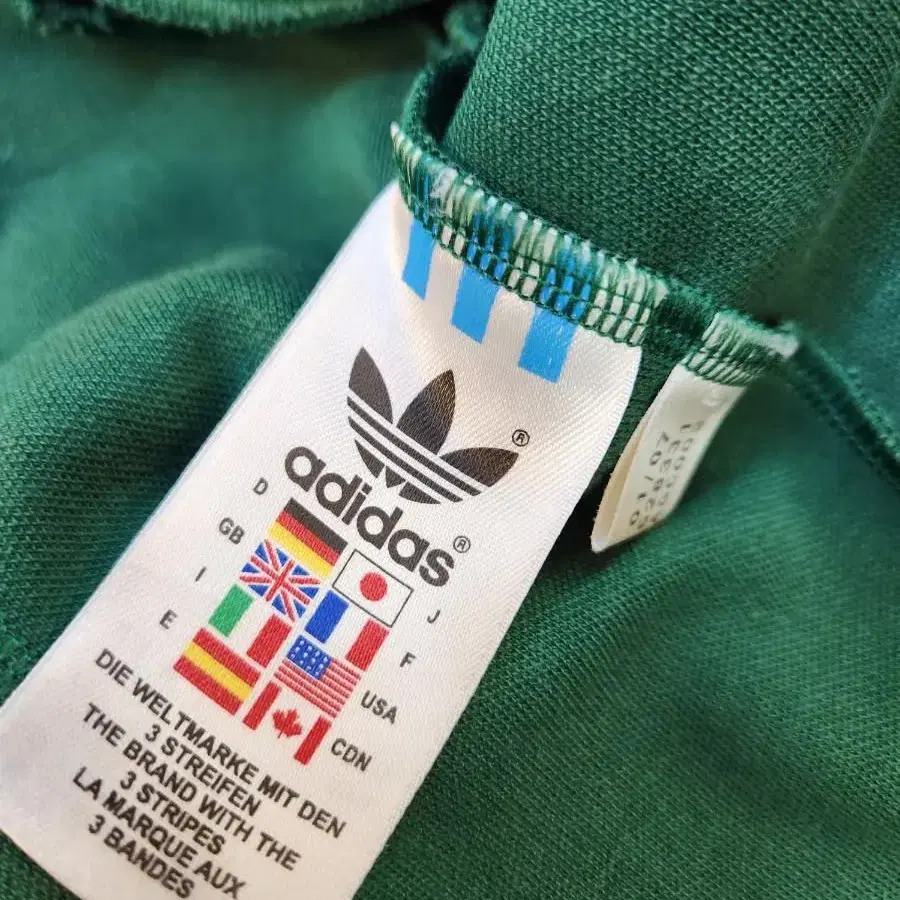 ®
adidas®
D
J
GB
F
I
USA
E
CDN
DIE WELTMARKE MIT DEN
3 STREIFEN
THE BRAND WITH THE
3 STRIPES
LA MARQUE AUX
3 BANDES